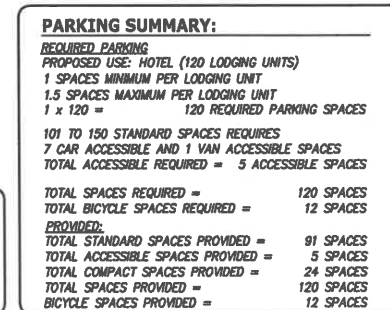 PARKING SUMMARY:
REQUIRED PARKING
PROPOSED USE: HOTEL (120 LODGING UNITS)
1 SPACES MINIMUM PER LODGING UNIT
1.5 SPACES MAXIMUM PER LODGING UNIT
1 x 120 = 120 REQUIRED PARKING SPACES
101 TO 150 STANDARD SPACES REQUIRES
7 CAR ACCESSIBLE AND 1 VAN ACCESSIBLE SPACES
TOTAL ACCESSIBLE REQUIRED = 5 ACCESSIBLE SPACES
TOTAL SPACES REQUIRED = 120 SPACES
TOTAL BICYCLE SPACES REQUIRED = 12 SPACES
PROVIDED:
TOTAL STANDARD SPACES PROVIDED = 91 SPACES
TOTAL ACCESSIBLE SPACES PROVIDED = 5 SPACES
TOTAL COMPACT SPACES PROVIDED = 24 SPACES
TOTAL SPACES PROVIDED = 120 SPACES
BICYCLE SPACES PROVIDED = 12 SPACES